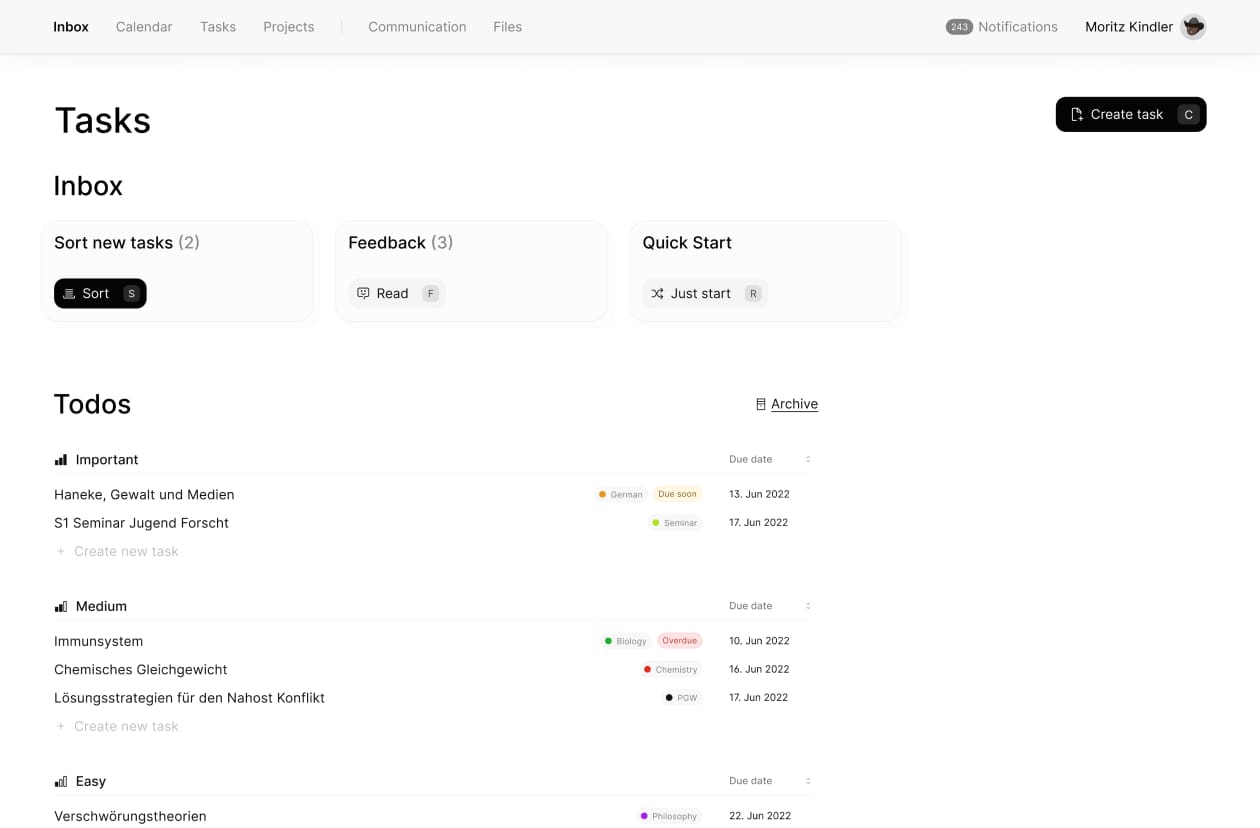 Inbox Calendar Tasks Projects Communication Files 243 Notifications Moritz Kindler
Tasks
Create task C
Inbox
Sort new tasks (2)
Sort S
Feedback (3)
Read F
Quick Start
Just start R
Todos
Archive
Important Due date
Haneke, Gewalt und Medien German Due soon 13. Jun 2022
S1 Seminar Jugend Forscht Seminar 17. Jun 2022
+ Create new task
Medium Due date
Immunsystem Biology Overdue 10. Jun 2022
Chemisches Gleichgewicht Chemistry 16. Jun 2022
Lösungsstrategien für den Nahost Konflikt PGW 17. Jun 2022
+ Create new task
Easy Due date
Verschwörungstheorien Philosophy 22. Jun 2022